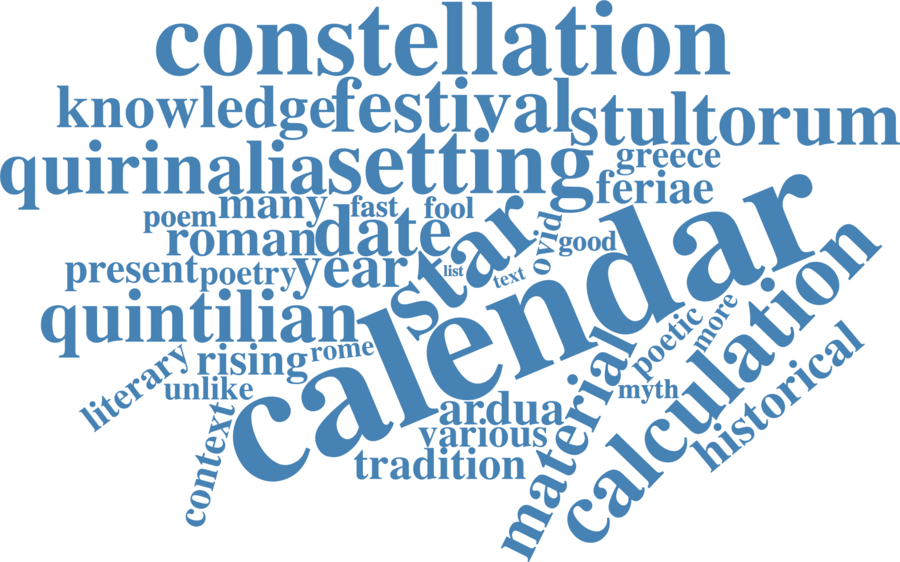 constellation
knowledge
festival
stultorum
quirinalia
setting
greece
feriae
poem
many
fast
fool
roman
date
star
ovid
good
present
poetry
year
list
text
calendar
quintilian
literary
rising
rome
unlike
context
ardua
various
tradition
material
poetic
more
myth
calculation
historical